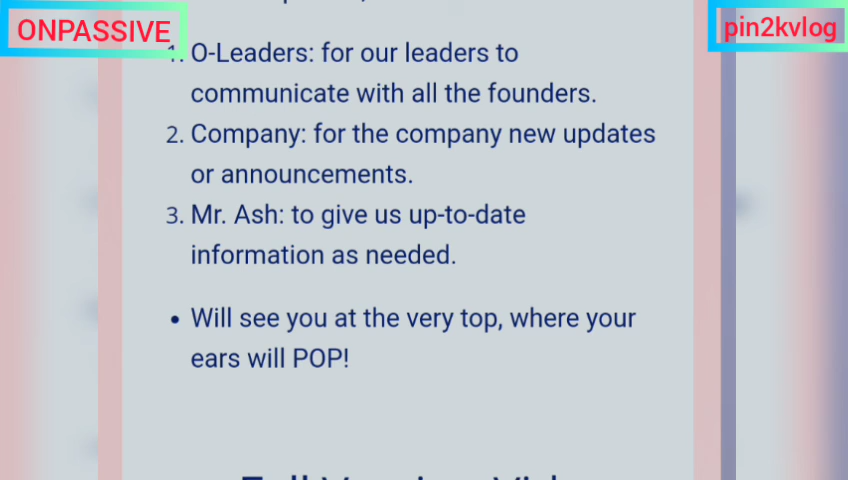 ONPASSIVE
pin2kvlog
1. O-Leaders: for our leaders to
communicate with all the founders.
2. Company: for the company new updates
or announcements.
3. Mr. Ash: to give us up-to-date
information as needed.
• Will see you at the very top, where your
ears will POP!